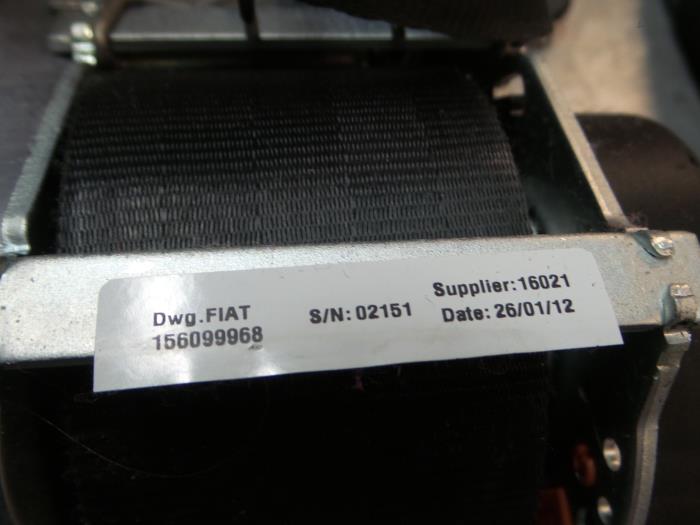 Dwg.FIAT
156099968
S/N: 02151
Supplier:16021
Date: 26/01/12